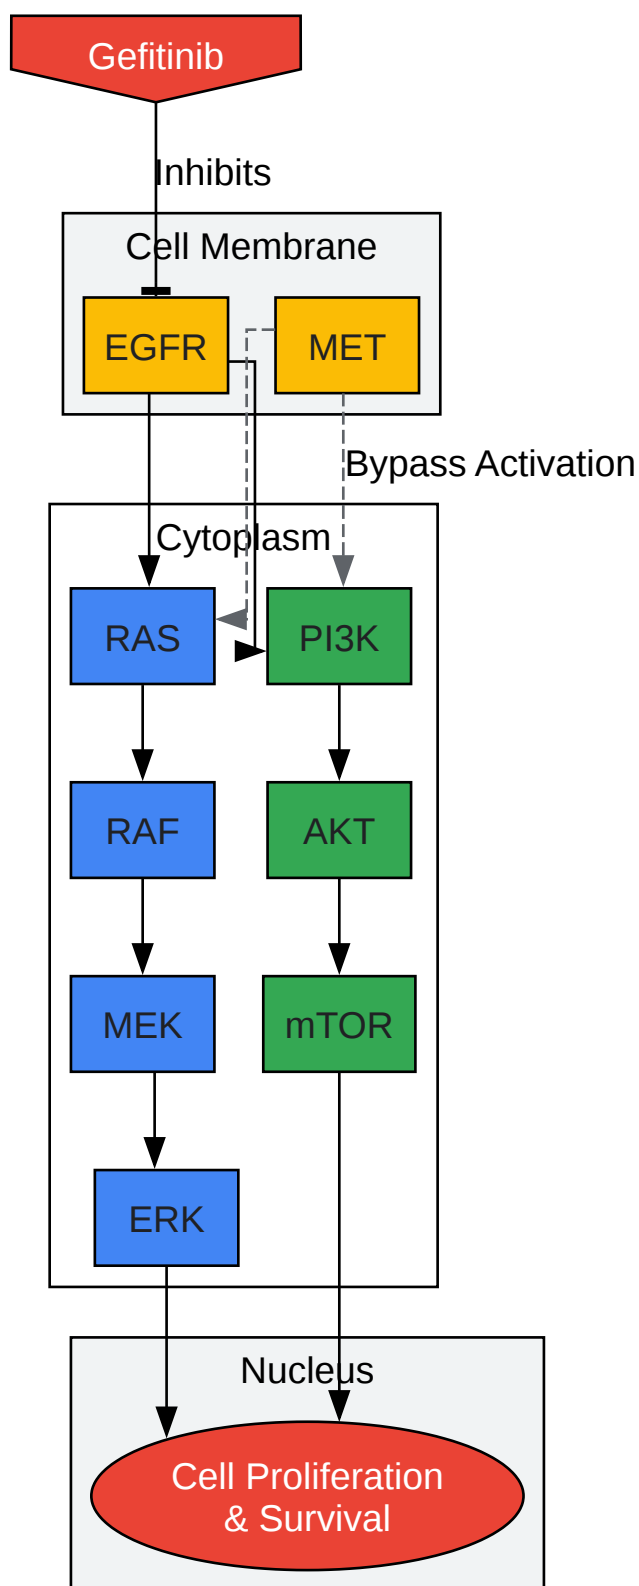 Gefitinib
Inhibits
Cell Membrane
EGFR
MET
Bypass Activation
Cytoplasm
RAS
PI3K
RAF
AKT
MEK
mTOR
ERK
Nucleus
Cell Proliferation
& Survival